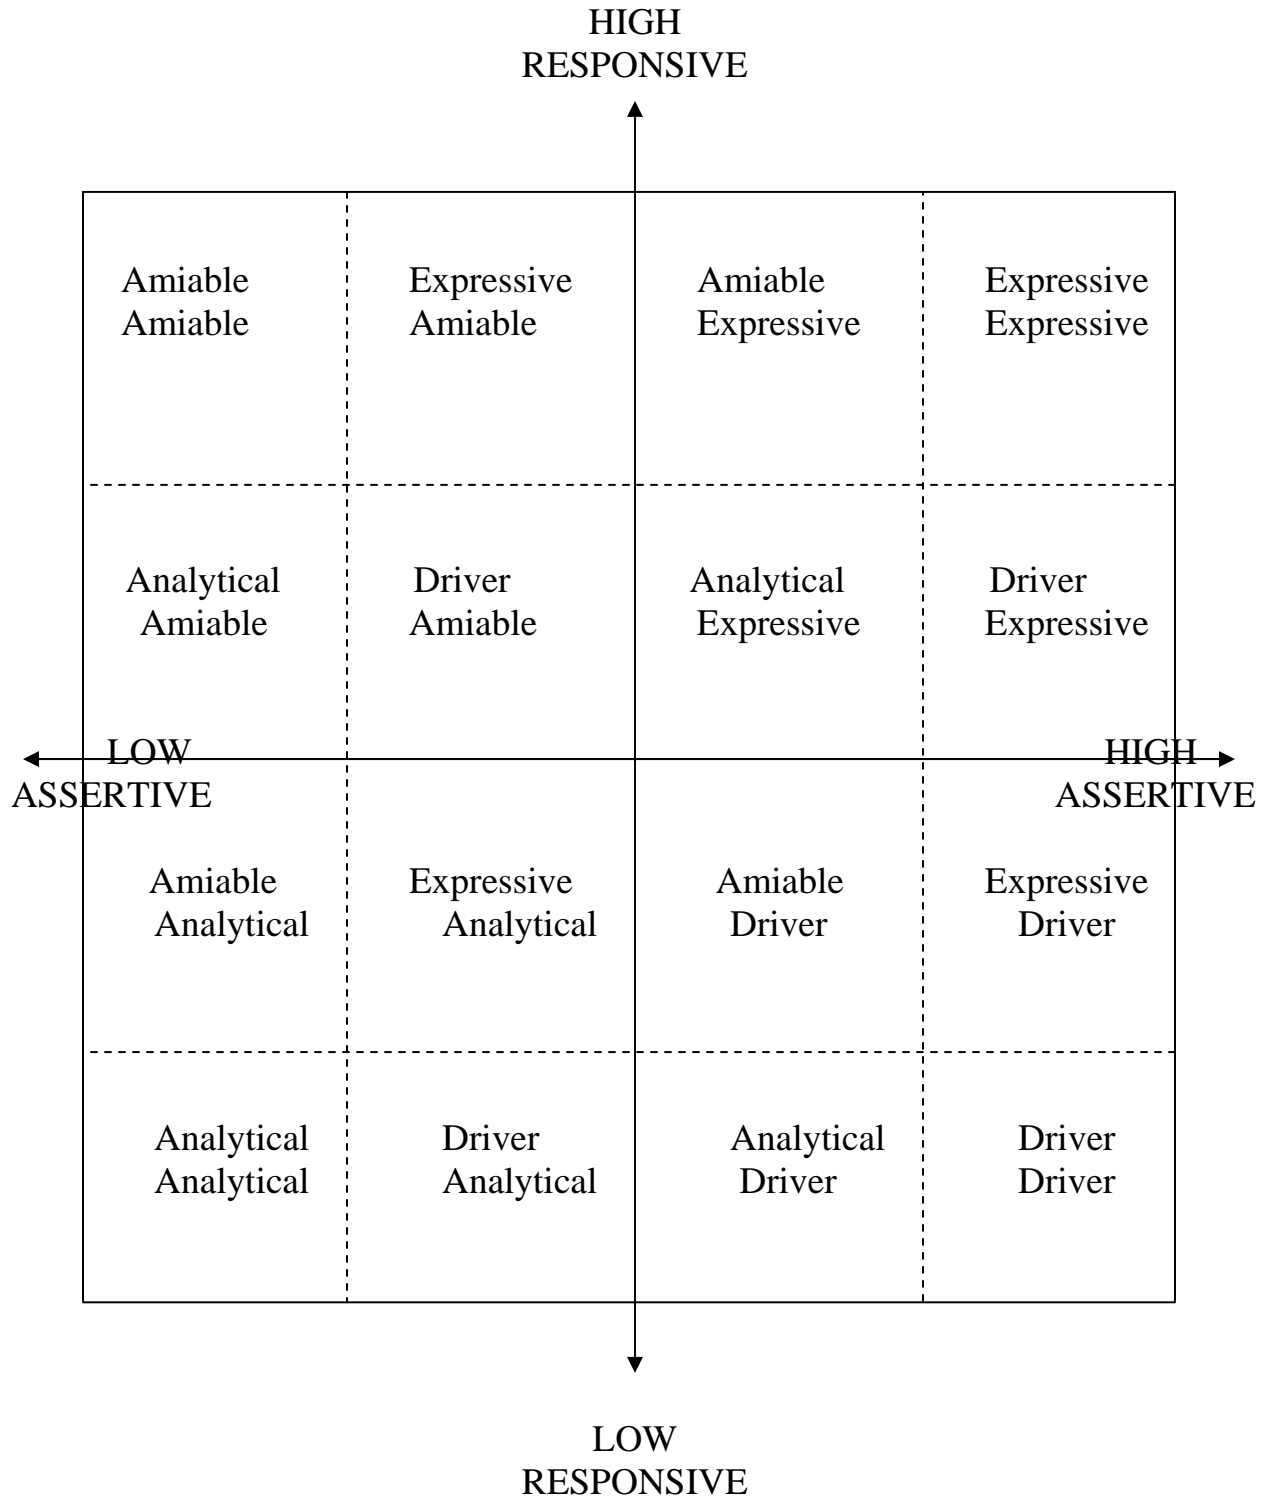 HIGH
RESPONSIVE
Amiable Expressive Amiable Expressive
Amiable Amiable Expressive Expressive
Analytical Driver Analytical Driver
Amiable Amiable Expressive Expressive
LOW HIGH
ASSERTIVE ASSERTIVE
Amiable Expressive Amiable Expressive
Analytical Analytical Driver Driver
Analytical Driver Analytical Driver
Analytical Analytical Driver Driver
LOW
RESPONSIVE